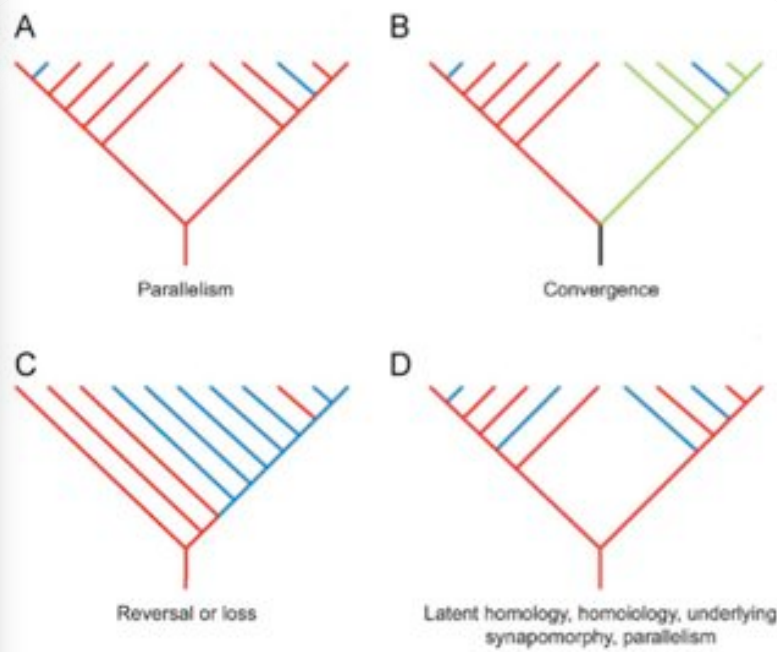 A
B
Parallelism
Convergence
C
D
Reversal or loss
Latent homology, homoiology, underlying
synapomorphy, parallelism